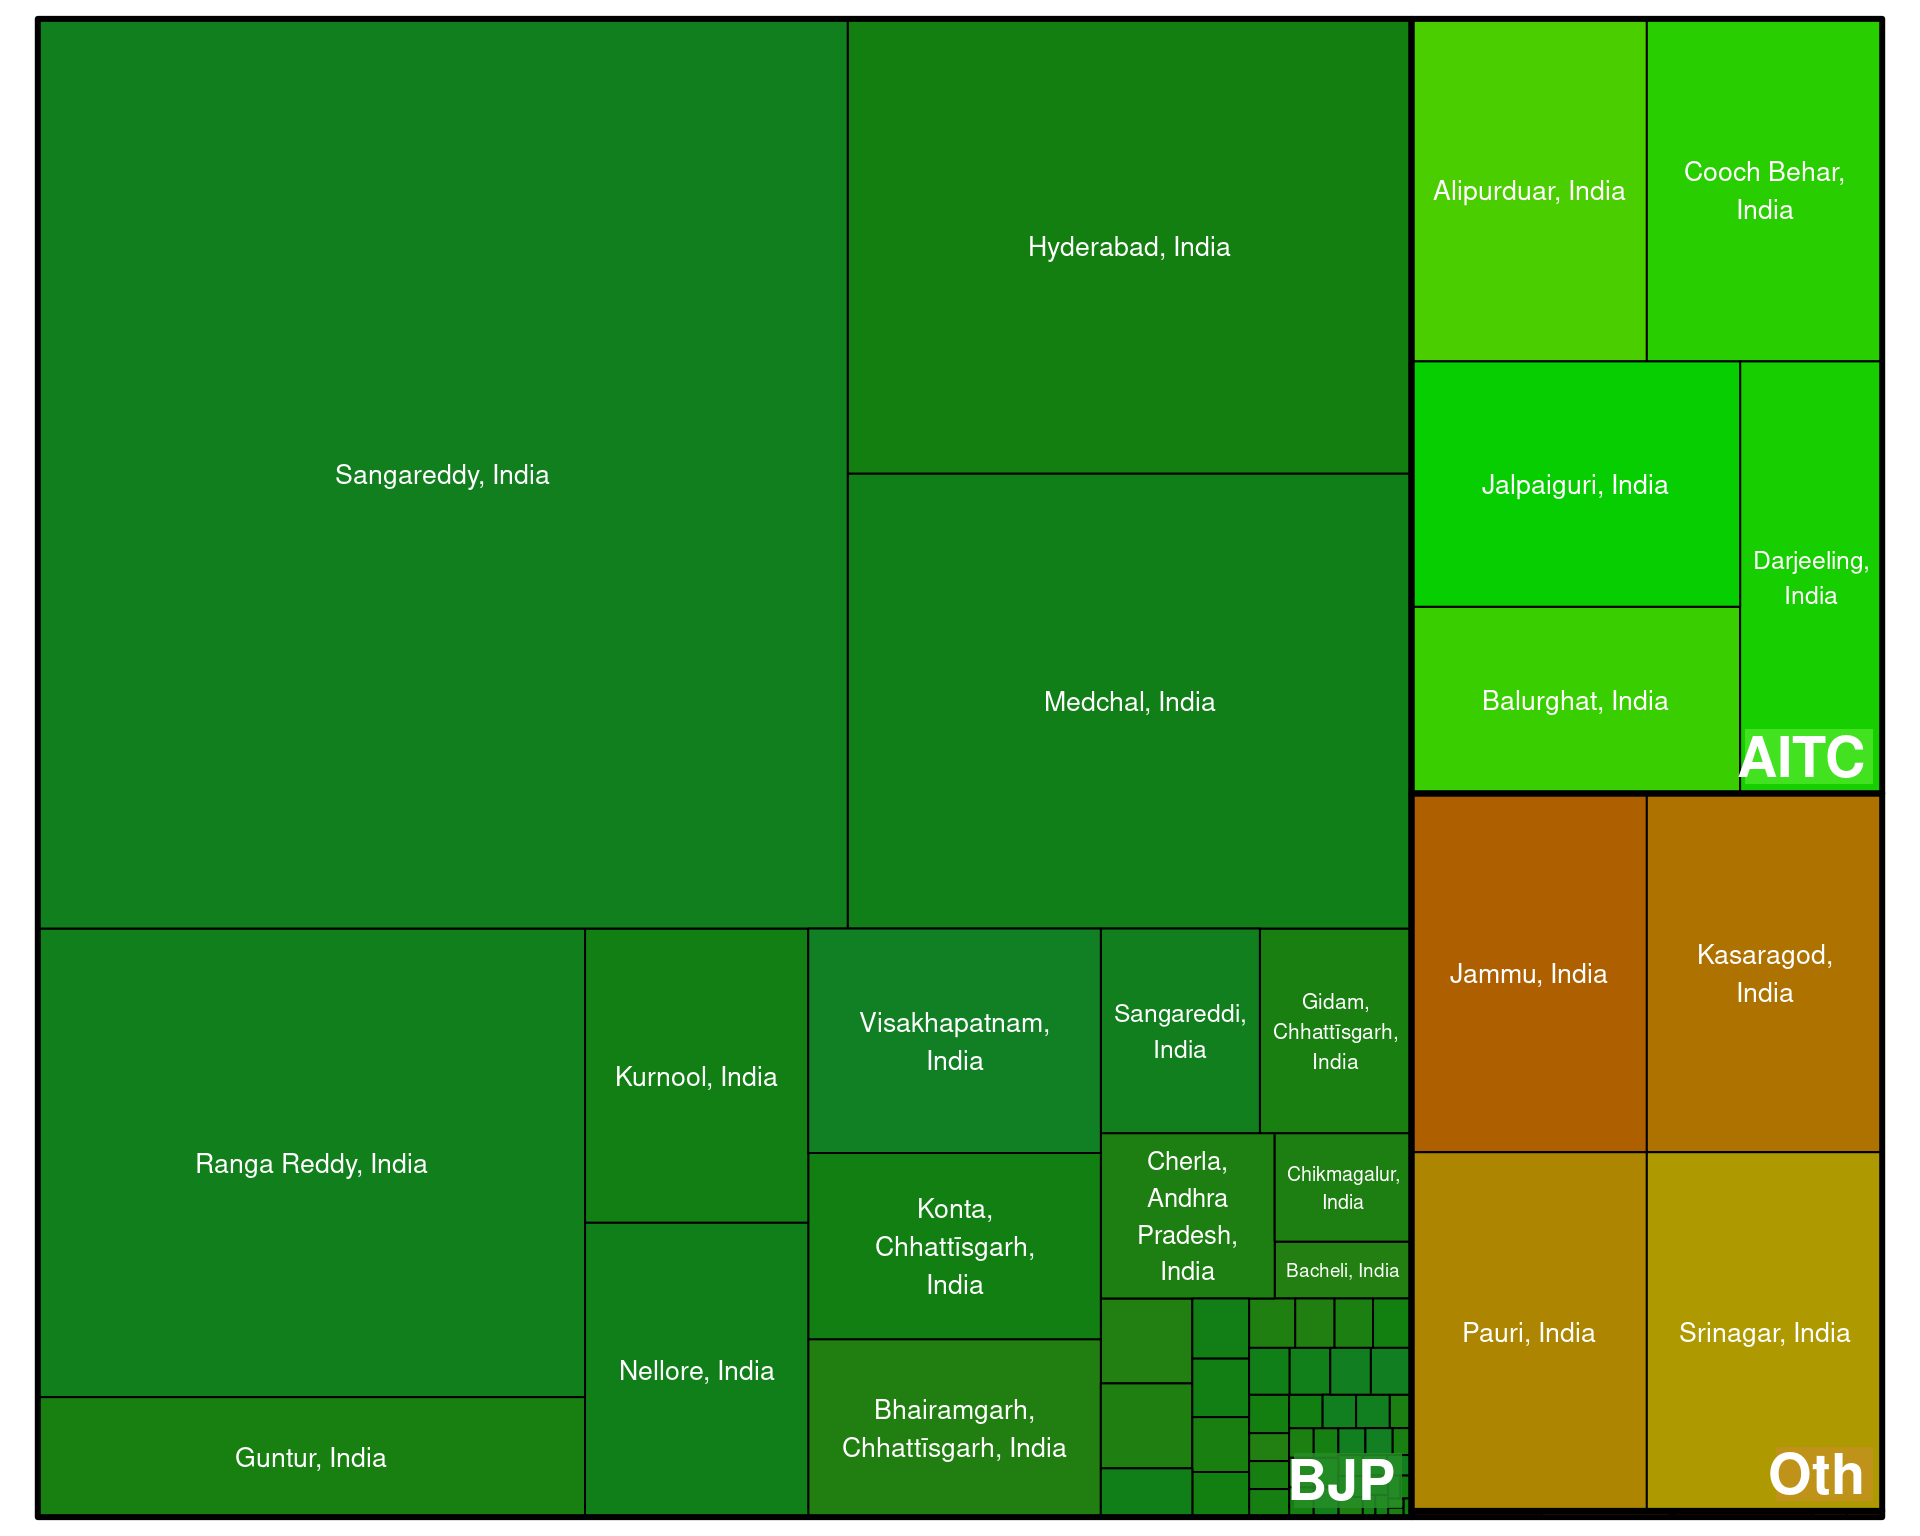 Sangareddy, India
Hyderabad, India
Medchal, India
Ranga Reddy, India
Guntur, India
Kurnool, India
Nellore, India
Visakhapatnam,
India
Konta,
Chhattīsgarh,
India
Bhairamgarh,
Chhattīsgarh, India
Sangareddi,
India
Gidam,
Chhattīsgarh,
India
Cherla,
Andhra
Pradesh,
India
Chikmagalur,
India
Bacheli, India
BJP
Alipurduar, India
Cooch Behar,
India
Jalpaiguri, India
Darjeeling,
India
Balurghat, India
AITC
Jammu, India
Kasaragod,
India
Pauri, India
Srinagar, India
Oth